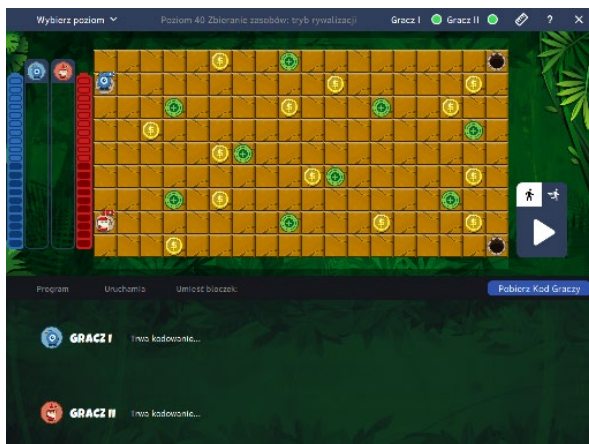 Wybierz poziom
Poziom 40 Zbieranie zasobów: tryb rywalizacji
Gracz I
Gracz II
?
Program
Uruchamia
Umieść bloczek:
Pobierz Kod Graczy
GRACZ I
Trwa kodowanie...
GRACZ II
Trwa kodowanie...